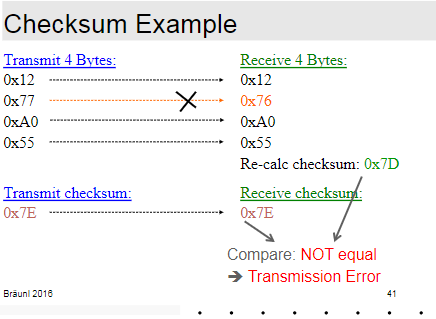 Checksum Example
Transmit 4 Bytes: Receive 4 Bytes:
0x12 0x12
0x77 0x76
0xA0 0xA0
0x55 0x55
Re-calc checksum: 0x7D
Transmit checksum: Receive checksum:
0x7E 0x7E
Compare: NOT equal
➔ Transmission Error
Bräunl 2016 41